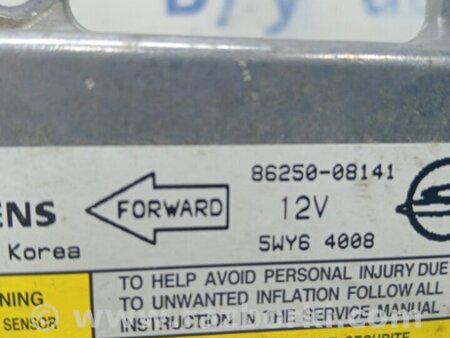 86250-08141
ENS FORWARD 12V
Korea 5WY6 4008
NING TO HELP AVOID PERSONAL INJURY DUE
SENSOR TO UNWANTED INFLATION FOLLOW ALL
INSTRUCTION IN THE SERVICE MANUAL